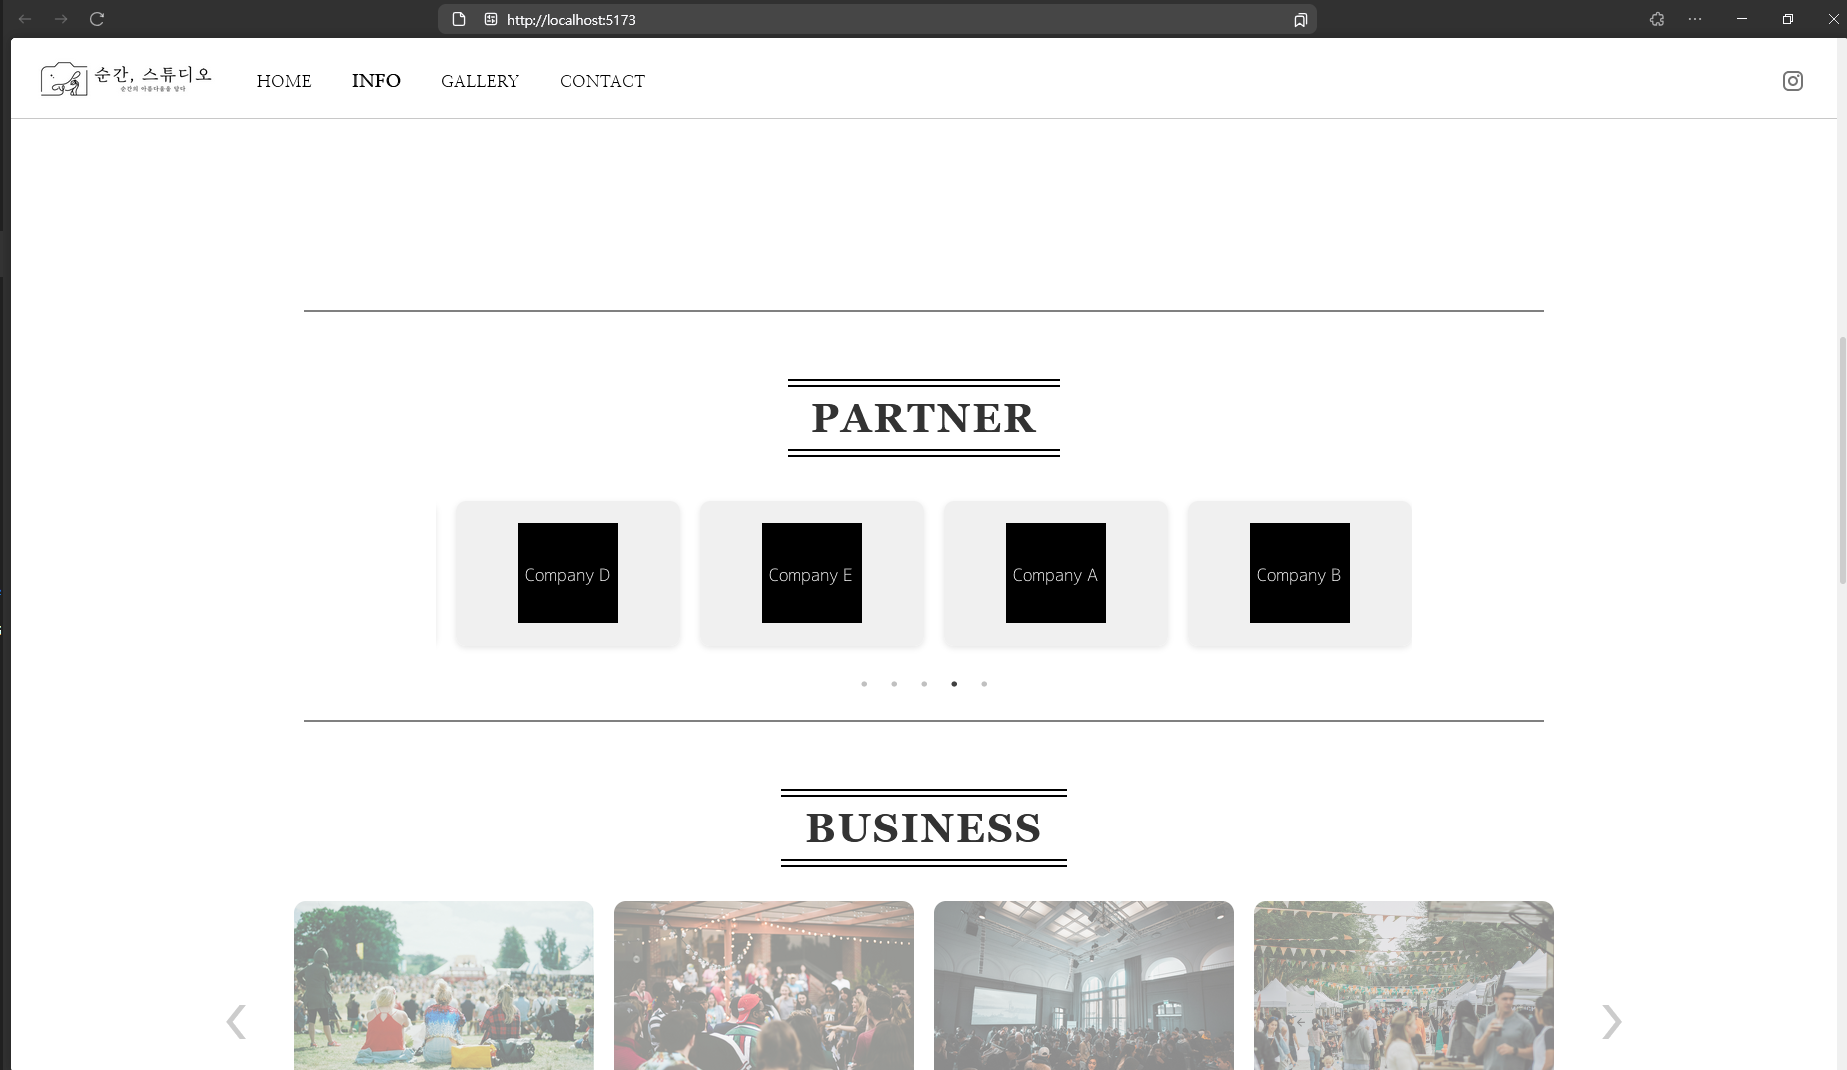 http://localhost:5173
순간, 스튜디오
순간의 아름다움을 담다
HOME
INFO
GALLERY
CONTACT
PARTNER
Company D
Company E
Company A
Company B
BUSINESS